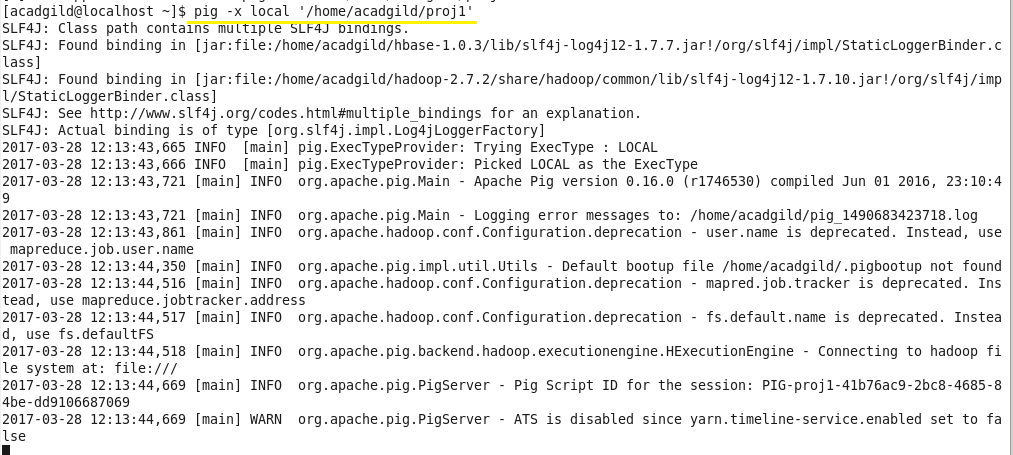 [acadgild@localhost ~]$ pig -x local '/home/acadgild/proj1'
SLF4J: Class path contains multiple SLF4J bindings.
SLF4J: Found binding in [jar:file:/home/acadgild/hbase-1.0.3/lib/slf4j-log4j12-1.7.7.jar!/org/slf4j/impl/StaticLoggerBinder.c
lass]
SLF4J: Found binding in [jar:file:/home/acadgild/hadoop-2.7.2/share/hadoop/common/lib/slf4j-log4j12-1.7.10.jar!/org/slf4j/imp
l/StaticLoggerBinder.class]
SLF4J: See http://www.slf4j.org/codes.html#multiple_bindings for an explanation.
SLF4J: Actual binding is of type [org.slf4j.impl.Log4jLoggerFactory]
2017-03-28 12:13:43,665 INFO  [main] pig.ExecTypeProvider: Trying ExecType : LOCAL
2017-03-28 12:13:43,666 INFO  [main] pig.ExecTypeProvider: Picked LOCAL as the ExecType
2017-03-28 12:13:43,721 [main] INFO  org.apache.pig.Main - Apache Pig version 0.16.0 (r1746530) compiled Jun 01 2016, 23:10:4
9
2017-03-28 12:13:43,721 [main] INFO  org.apache.pig.Main - Logging error messages to: /home/acadgild/pig_1490683423718.log
2017-03-28 12:13:43,861 [main] INFO  org.apache.hadoop.conf.Configuration.deprecation - user.name is deprecated. Instead, use
 mapreduce.job.user.name
2017-03-28 12:13:44,350 [main] INFO  org.apache.pig.impl.util.Utils - Default bootup file /home/acadgild/.pigbootup not found
2017-03-28 12:13:44,516 [main] INFO  org.apache.hadoop.conf.Configuration.deprecation - mapred.job.tracker is deprecated. Ins
tead, use mapreduce.jobtracker.address
2017-03-28 12:13:44,517 [main] INFO  org.apache.hadoop.conf.Configuration.deprecation - fs.default.name is deprecated. Instea
d, use fs.defaultFS
2017-03-28 12:13:44,518 [main] INFO  org.apache.pig.backend.hadoop.executionengine.HExecutionEngine - Connecting to hadoop fi
le system at: file:///
2017-03-28 12:13:44,669 [main] INFO  org.apache.pig.PigServer - Pig Script ID for the session: PIG-proj1-41b76ac9-2bc8-4685-8
4be-dd9106687069
2017-03-28 12:13:44,669 [main] WARN  org.apache.pig.PigServer - ATS is disabled since yarn.timeline-service.enabled set to fa
lse